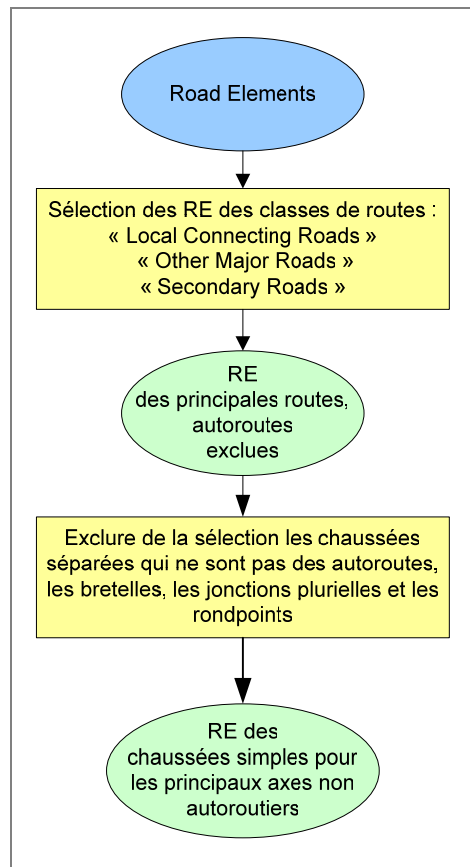 Road Elements
Sélection des RE des classes de routes :
« Local Connecting Roads »
« Other Major Roads »
« Secondary Roads »
RE
des principales routes,
autoroutes
exclues
Exclure de la sélection les chaussées
séparées qui ne sont pas des autoroutes,
les bretelles, les jonctions plurielles et les
rondpoints
RE des
chaussées simples pour
les principaux axes non
autoroutiers